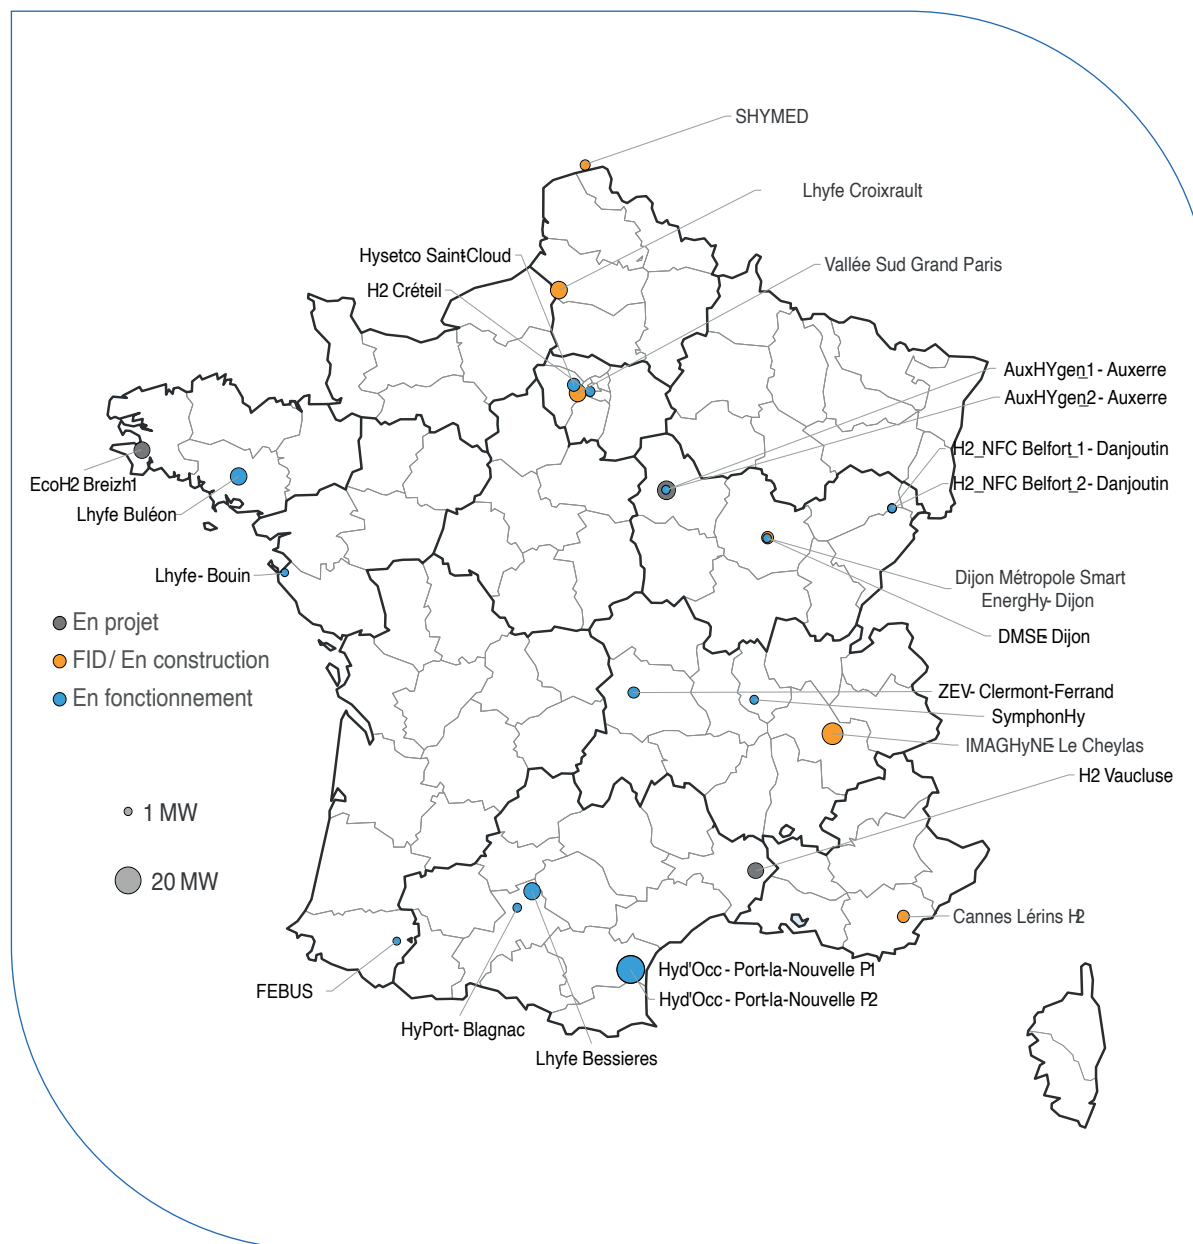 SHYMED
Lhyfe Croixrault
Hysetco Saint-Cloud
Vallée Sud Grand Paris
H2 Créteil
AuxHYgen_1 - Auxerre
AuxHYgen_2 - Auxerre
H2_NFC Belfort_1 - Danjoutin
EcoH2 Breizh1
H2_NFC Belfort_2 - Danjoutin
Lhyfe Buléon
Lhyfe - Bouin
Dijon Métropole Smart
EnergHy - Dijon
En projet
DMSE Dijon
FID / En construction
En fonctionnement
ZEV - Clermont-Ferrand
SymphonHy
IMAGHyNE Le Cheylas
H2 Vaucluse
1 MW
20 MW
Cannes Lérins H2
Hyd'Occ - Port-la-Nouvelle P1
FEBUS
Hyd'Occ - Port-la-Nouvelle P2
HyPort - Blagnac
Lhyfe Bessieres